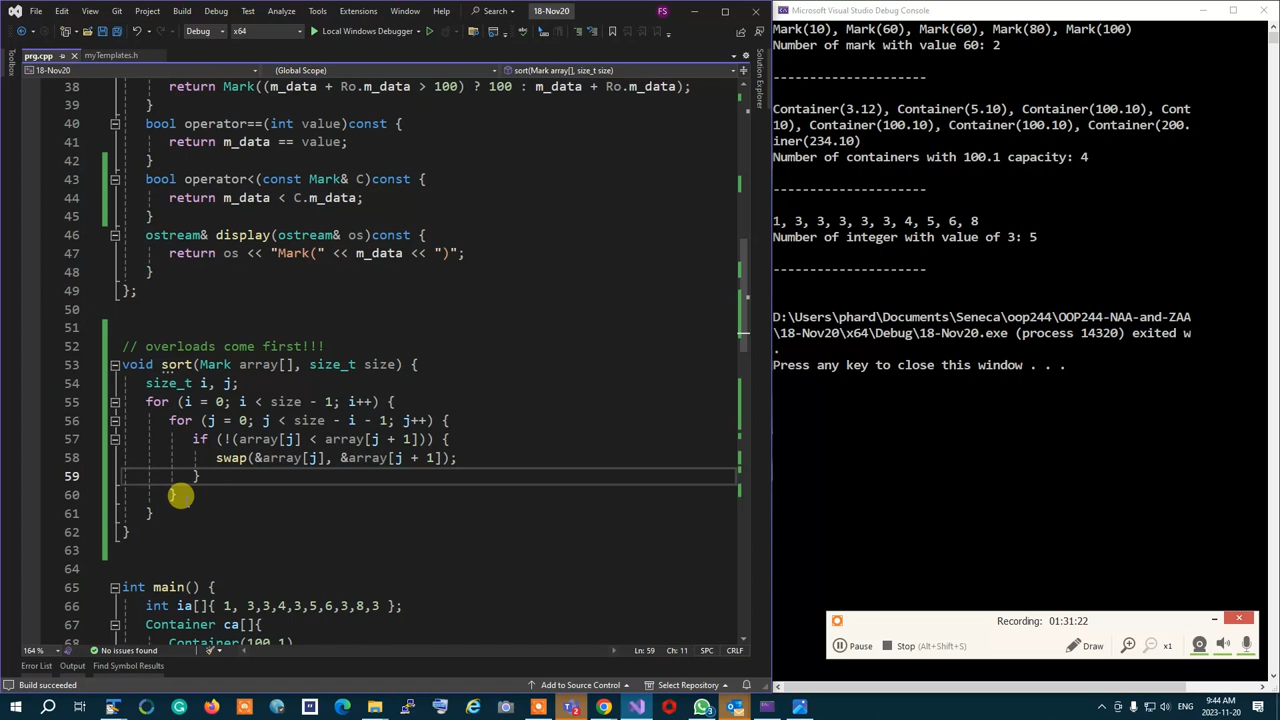 File Edit View Git Project Build Debug Test Analyze Tools Extensions Window Help Search 18-Nov20 FS
Debug x64 Local Windows Debugger
prg.cpp myTemplates.h
18-Nov20 (Global Scope) sort(Mark array[], size_t size)
38 return Mark((m_data + Ro.m_data > 100) ? 100 : m_data + Ro.m_data);
39 }
40 bool operator==(int value)const {
41 return m_data == value;
42 }
43 bool operator<(const Mark& C)const {
44 return m_data < C.m_data;
45 }
46 ostream& display(ostream& os)const {
47 return os << "Mark(" << m_data << ")";
48 }
49 };
50
51
52 // overloads come first!!!
53 void sort(Mark array[], size_t size) {
54 size_t i, j;
55 for (i = 0; i < size - 1; i++) {
56 for (j = 0; j < size - i - 1; j++) {
57 if (!(array[j] < array[j + 1])) {
58 swap(&array[j], &array[j + 1]);
59 }
60 }
61 }
62 }
63
64
65 int main() {
66 int ia[]{ 1, 3,3,4,3,5,6,3,8,3 };
67 Container ca[]{
68 Container(100.1)
164 % No issues found Ln: 59 Ch: 11 SPC CRLF
Error List Output Find Symbol Results
Build succeeded Add to Source Control Select Repository
Toolbox
Solution Explorer
Microsoft Visual Studio Debug Console
Mark(10), Mark(60), Mark(60), Mark(80), Mark(100)
Number of mark with value 60: 2
---------------------
Container(3.12), Container(5.10), Container(100.10), Cont
10), Container(100.10), Container(100.10), Container(200.
iner(234.10)
Number of containers with 100.1 capacity: 4
---------------------
1, 3, 3, 3, 3, 3, 4, 5, 6, 8
Number of integer with value of 3: 5
---------------------
D:\Users\phard\Documents\Seneca\oop244\OOP244-NAA-and-ZAA
\18-Nov20\x64\Debug\18-Nov20.exe (process 14320) exited w
.
Press any key to close this window . . .
Recording: 01:31:22
Pause Stop (Alt+Shift+S) Draw x1
ENG 9:44 AM
2023-11-20